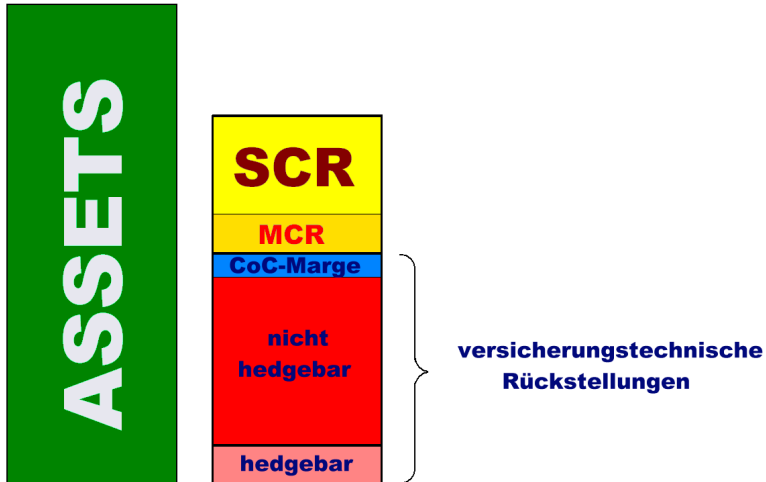 ASSETS
SCR
MCR
CoC-Marge
nicht
hedgebar
hedgebar
versicherungstechnische
Rückstellungen